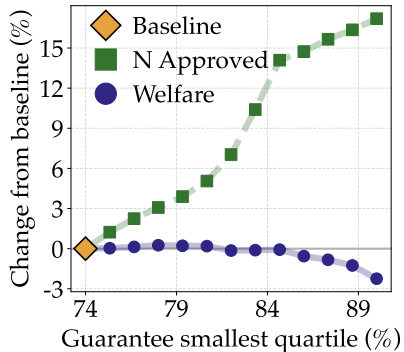 Baseline
N Approved
Welfare
Change from baseline (%)
15
12
9
6
3
0
-3
74
79
84
89
Guarantee smallest quartile (%)